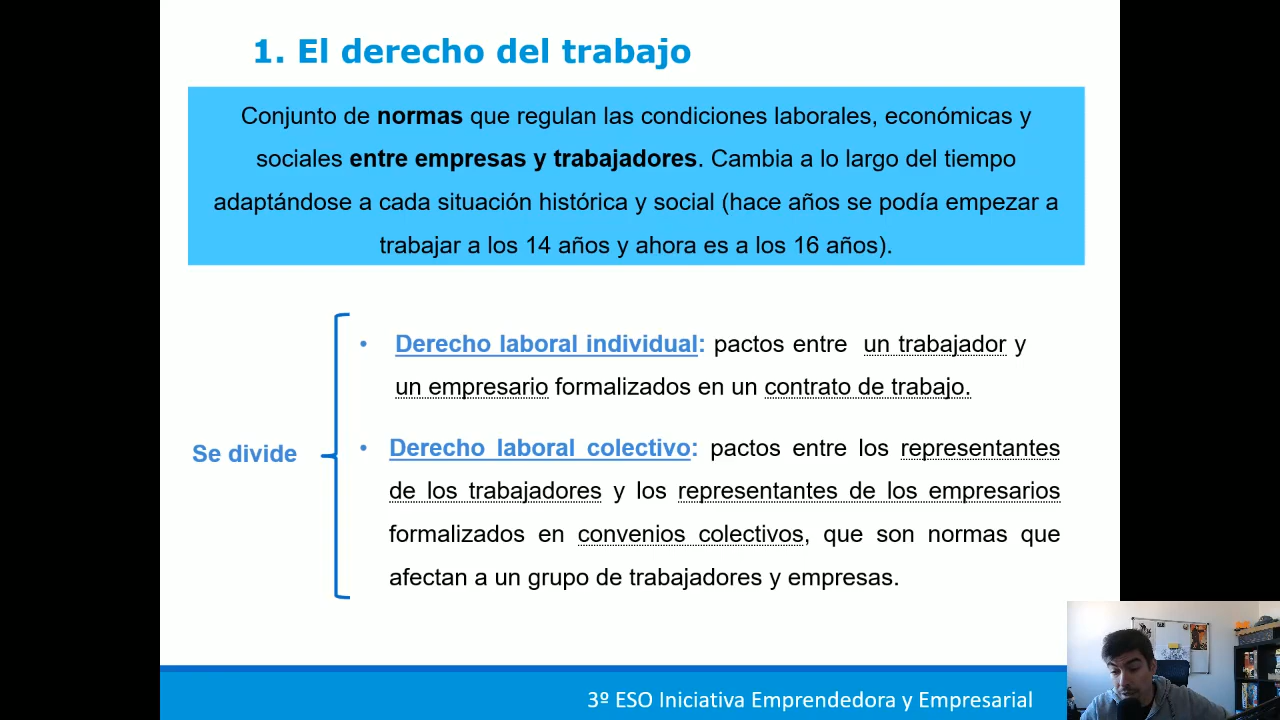 1. El derecho del trabajo
Conjunto de normas que regulan las condiciones laborales, económicas y
sociales entre empresas y trabajadores. Cambia a lo largo del tiempo
adaptándose a cada situación histórica y social (hace años se podía empezar a
trabajar a los 14 años y ahora es a los 16 años).
Se divide
• Derecho laboral individual: pactos entre un trabajador y
un empresario formalizados en un contrato de trabajo.
• Derecho laboral colectivo: pactos entre los representantes
de los trabajadores y los representantes de los empresarios
formalizados en convenios colectivos, que son normas que
afectan a un grupo de trabajadores y empresas.
3º ESO Iniciativa Emprendedora y Empresarial